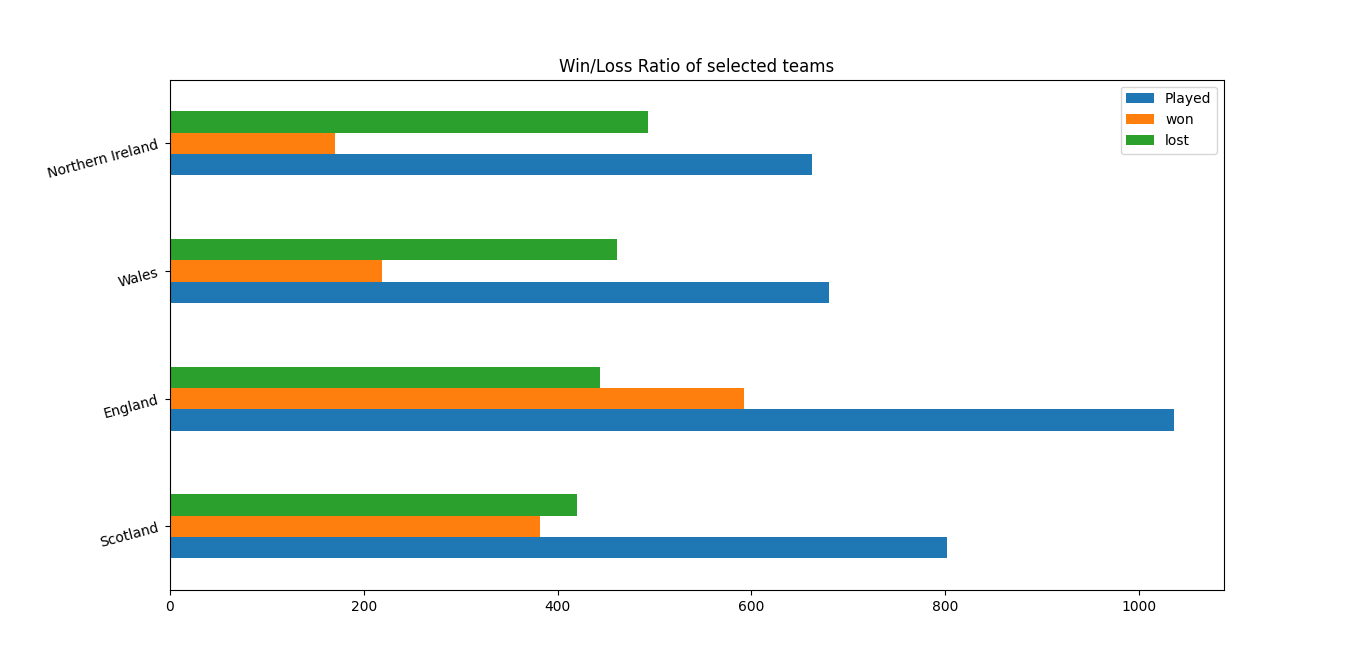 Win/Loss Ratio of selected teams
Played
won
lost
Northern Ireland
Wales
England
Scotland
0 200 400 600 800 1000